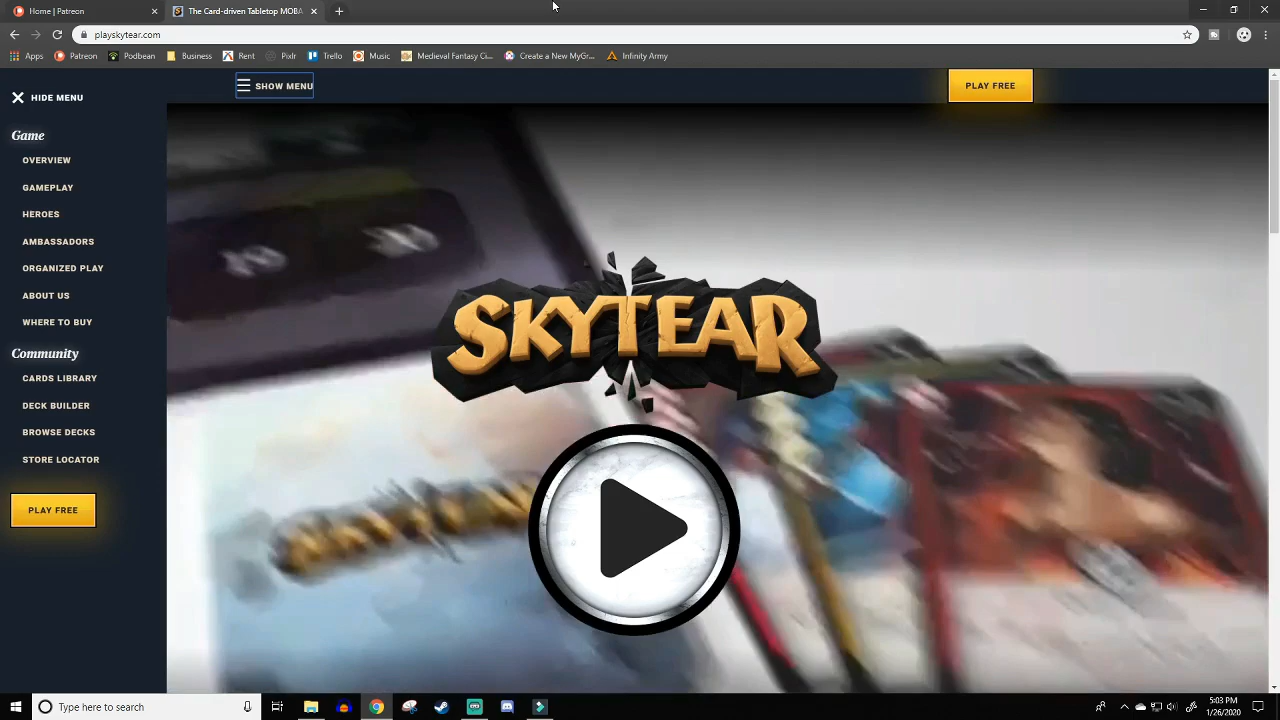 Home | Patreon
The Card-driven Tabletop MOBA
playskytear.com
Apps Patreon Podbean Business Rent Pixlr Trello Music Medieval Fantasy Ci... Create a New MyGr... Infinity Army
HIDE MENU
SHOW MENU
PLAY FREE
Game
OVERVIEW
GAMEPLAY
HEROES
AMBASSADORS
ORGANIZED PLAY
ABOUT US
WHERE TO BUY
Community
CARDS LIBRARY
DECK BUILDER
BROWSE DECKS
STORE LOCATOR
PLAY FREE
SKYTEAR
Type here to search
5:03 PM
1/26/2020